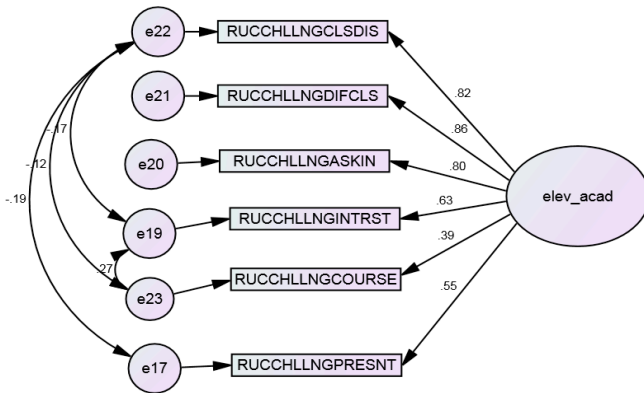 e22
RUCCHLLNGCLSDIS
.82
e21
RUCCHLLNGDIFCLS
.86
-.17
-.12
e20
RUCCHLLNGASKIN
.80
-.19
elev_acad
e19
RUCCHLLNGINTRST
.63
.27
.39
e23
RUCCHLLNGCOURSE
.55
e17
RUCCHLLNGPRESNT